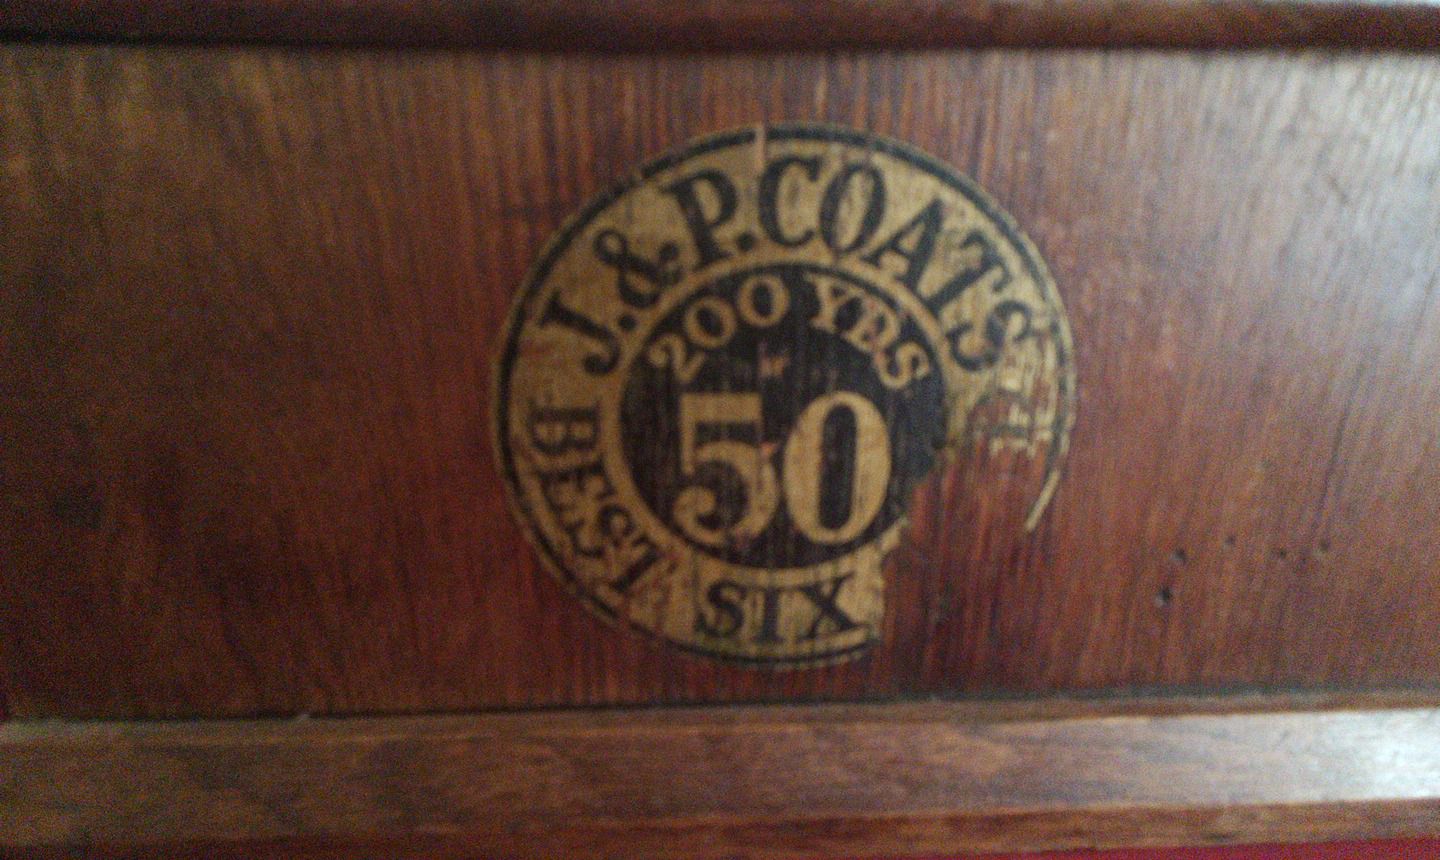 J. & P. COATS
200 YDS
50
BEST SIX